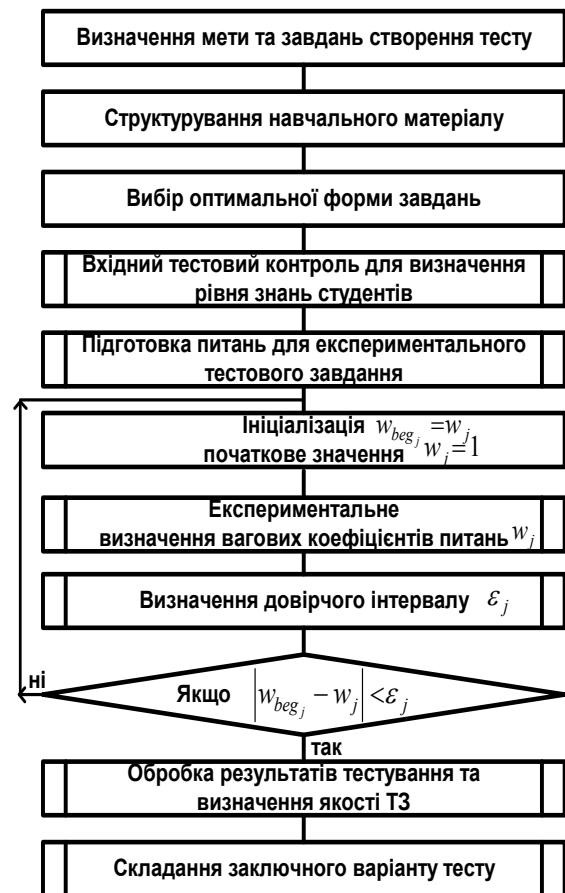 Визначення мети та завдань створення тесту
Структурування навчального матеріалу
Вибір оптимальної форми завдань
Вхідний тестовий контроль для визначення
рівня знань студентів
Підготовка питань для експериментального
тестового завдання
Ініціалізація w_{beg_j} = w_j
початкове значення w_j = 1
Експериментальне
визначення вагових коефіцієнтів питань w_j
Визначення довірчого інтервалу ε_j
ні
Якщо |w_{beg_j} − w_j| < ε_j
так
Обробка результатів тестування та
визначення якості ТЗ
Складання заключного варіанту тесту